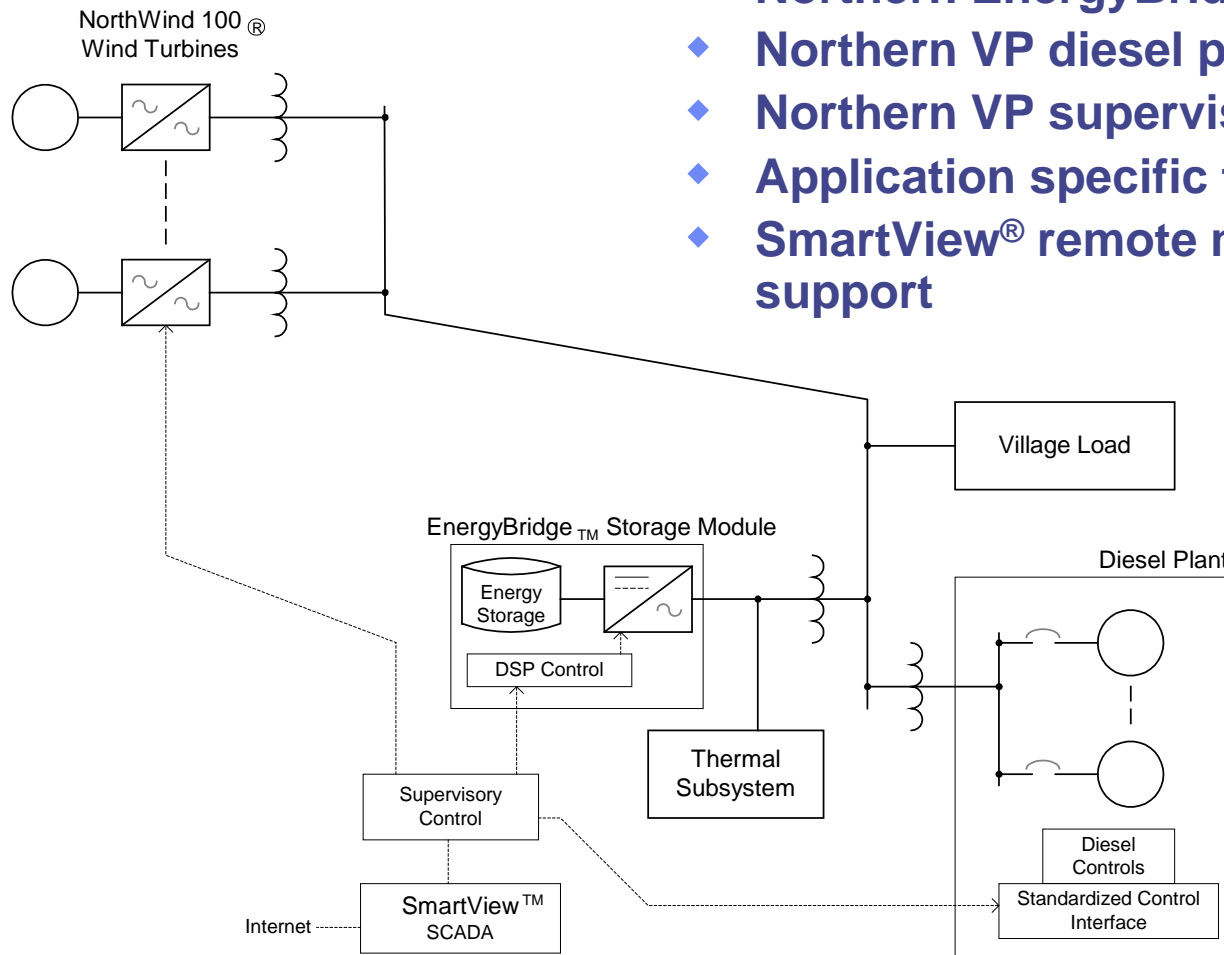 Northern EnergyBrid
Northern VP diesel p
Northern VP supervis
Application specific
SmartView® remote
support
NorthWind 100 ®
Wind Turbines
Village Load
EnergyBridge TM Storage Module
Energy
Storage
DSP Control
Thermal
Subsystem
Diesel Plant
Supervisory
Control
Diesel
Controls
Standardized Control
Interface
SmartView TM
SCADA
Internet